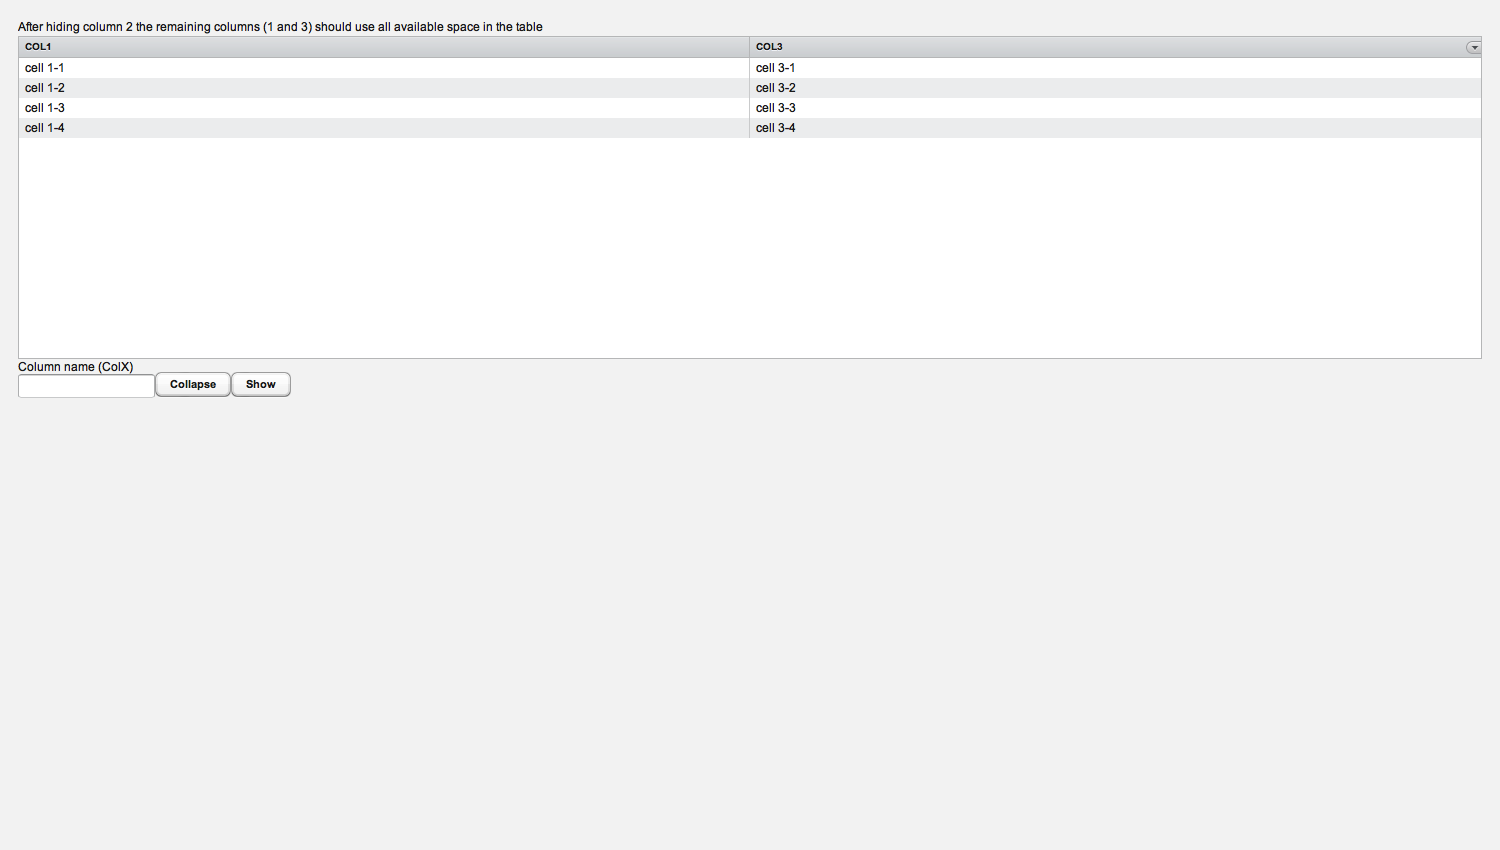 After hiding column 2 the remaining columns (1 and 3) should use all available space in the table
COL1 COL3
cell 1-1 cell 3-1
cell 1-2 cell 3-2
cell 1-3 cell 3-3
cell 1-4 cell 3-4
Column name (ColX)
Collapse Show